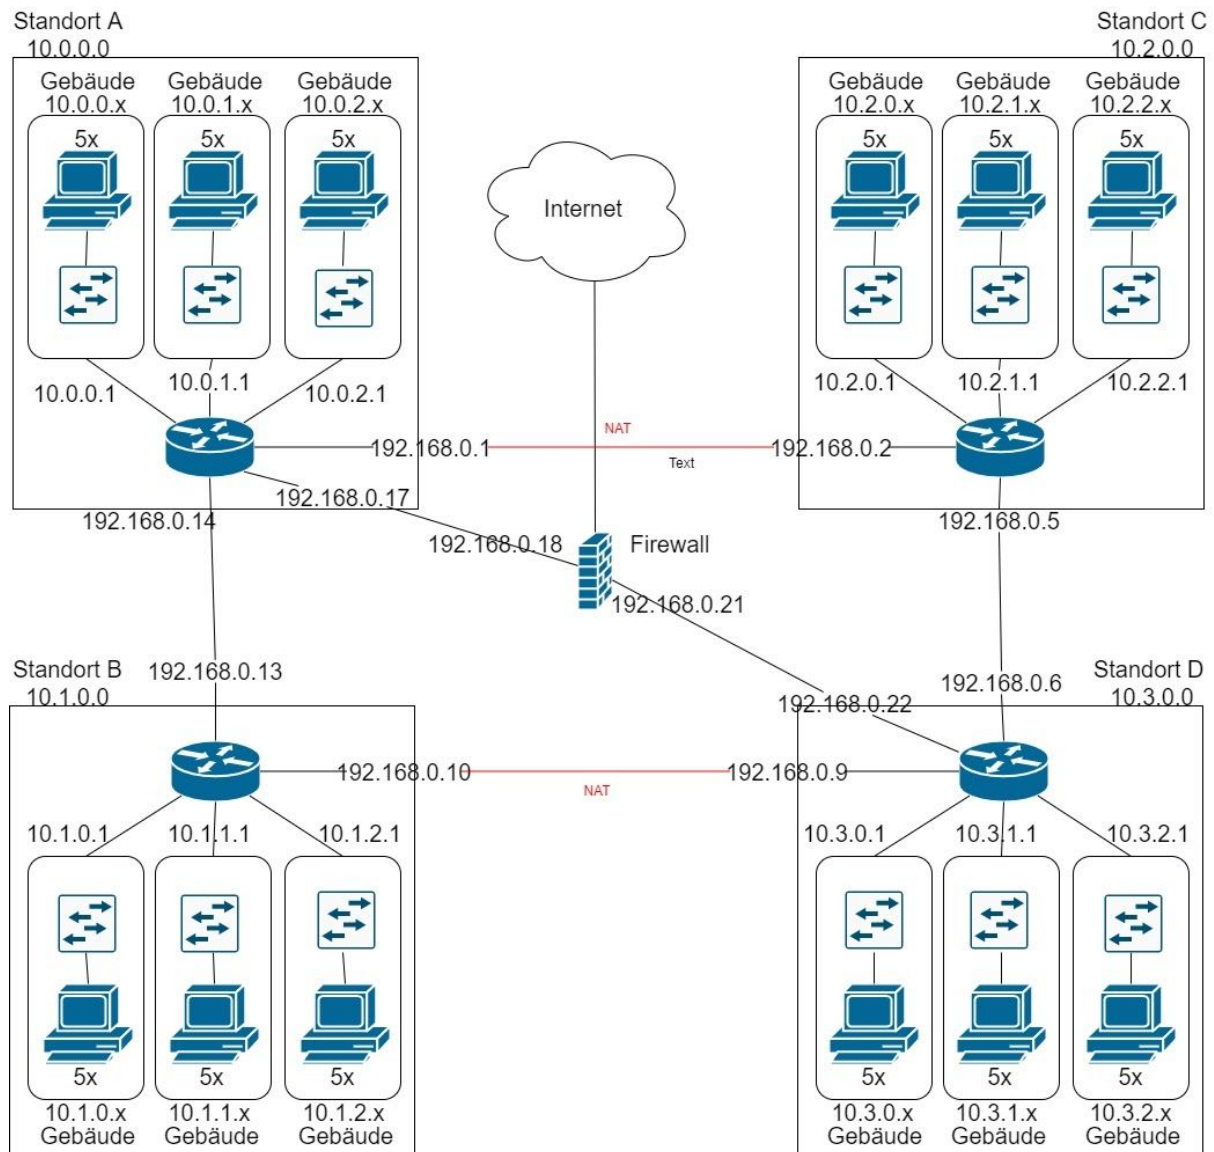 Standort A
10.0.0.0
Gebäude
10.0.0.x
5x
Gebäude
10.0.1.x
5x
Gebäude
10.0.2.x
5x
10.0.0.1
10.0.1.1
10.0.2.1
Internet
Standort C
10.2.0.0
Gebäude
10.2.0.x
5x
Gebäude
10.2.1.x
5x
Gebäude
10.2.2.x
5x
10.2.0.1
10.2.1.1
10.2.2.1
192.168.0.1
NAT
Text
192.168.0.2
192.168.0.17
192.168.0.14
192.168.0.18
Firewall
192.168.0.21
192.168.0.5
Standort B
10.1.0.0
192.168.0.13
192.168.0.22
192.168.0.6
Standort D
10.3.0.0
192.168.0.10
NAT
192.168.0.9
10.1.0.1
10.1.1.1
10.1.2.1
5x
10.1.0.x
Gebäude
5x
10.1.1.x
Gebäude
5x
10.1.2.x
Gebäude
10.3.0.1
10.3.1.1
10.3.2.1
5x
10.3.0.x
Gebäude
5x
10.3.1.x
Gebäude
5x
10.3.2.x
Gebäude